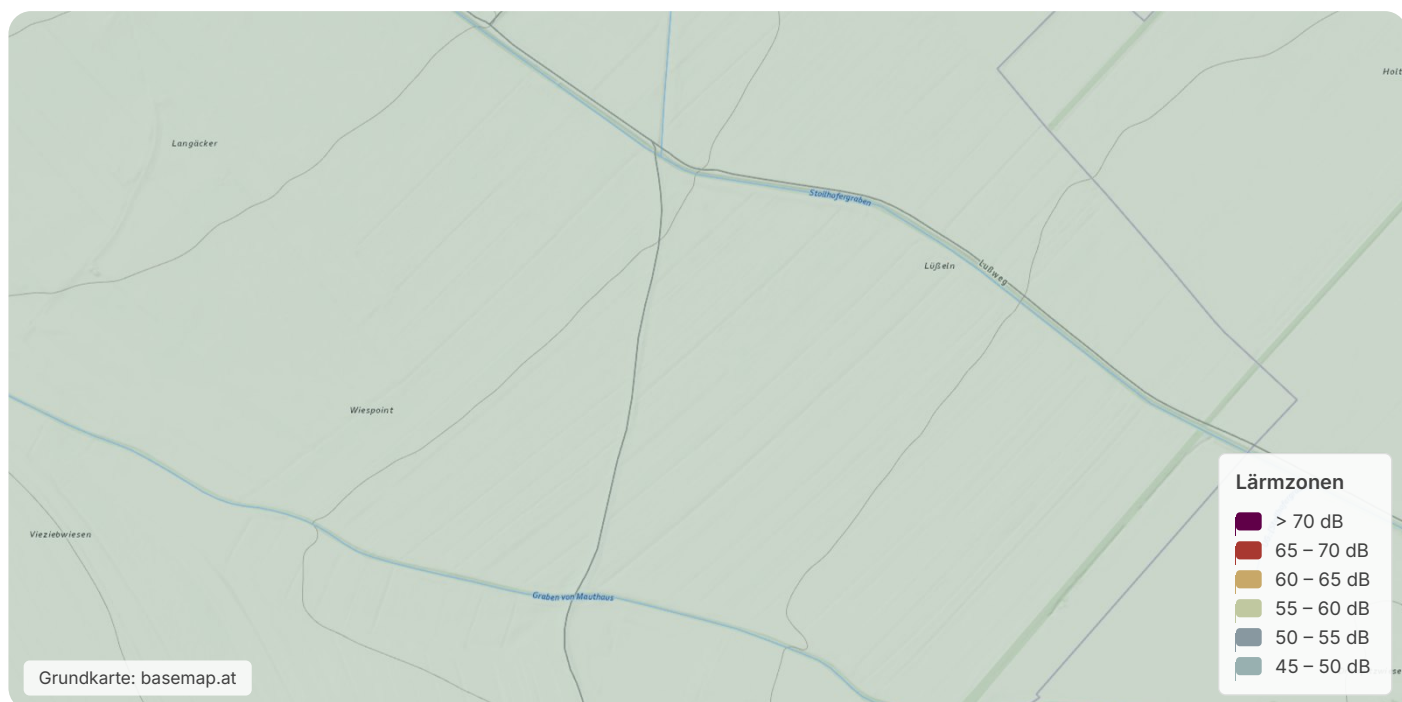 Holt
Langäcker
Stollhofergraben
Lüßeln
Lußweg
Wiespoint
Vieziebwiesen
Graben von Mauthaus
Lärmzonen
> 70 dB
65 – 70 dB
60 – 65 dB
55 – 60 dB
50 – 55 dB
45 – 50 dB
Grundkarte: basemap.at